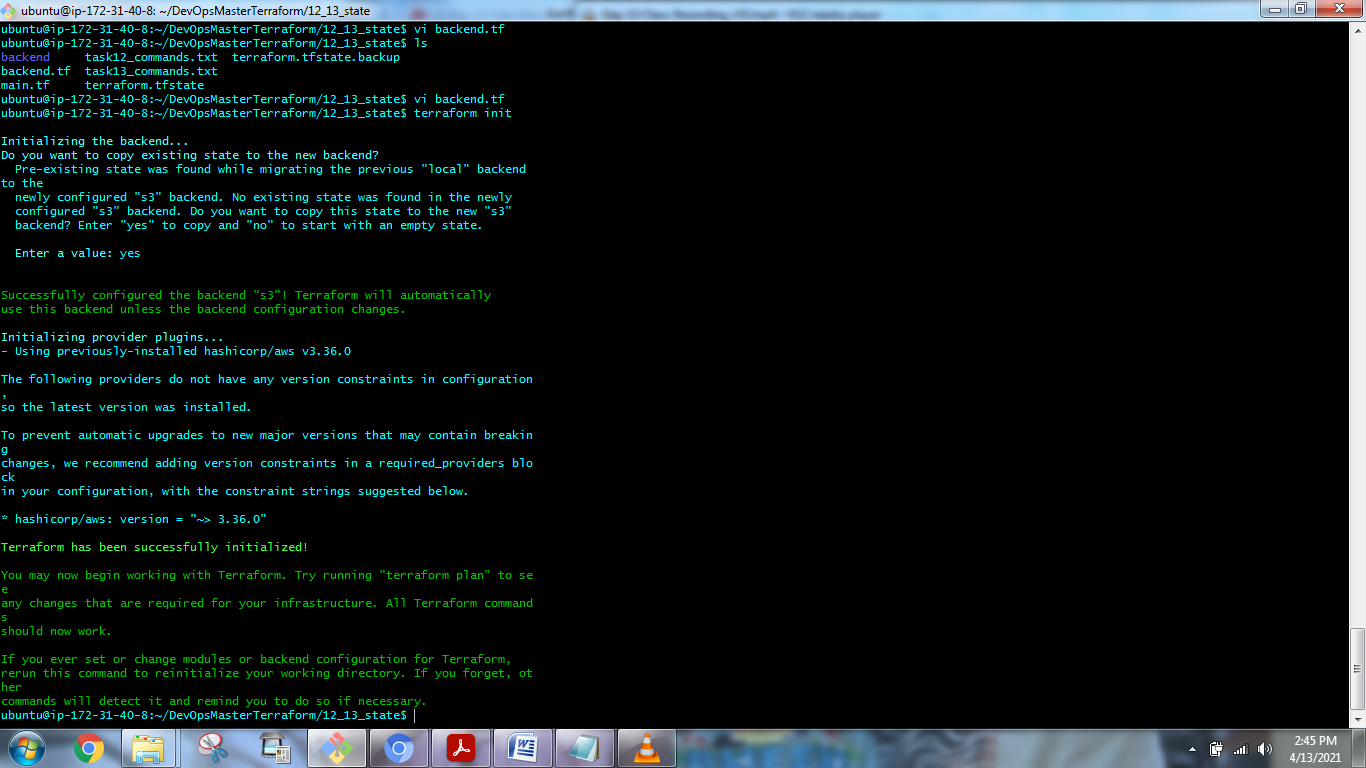 ubuntu@ip-172-31-40-8: ~/DevOpsMasterTerraform/12_13_state
ubuntu@ip-172-31-40-8:~/DevOpsMasterTerraform/12_13_state$ vi backend.tf
ubuntu@ip-172-31-40-8:~/DevOpsMasterTerraform/12_13_state$ ls
backend     task12_commands.txt  terraform.tfstate.backup
backend.tf  task13_commands.txt
main.tf     terraform.tfstate
ubuntu@ip-172-31-40-8:~/DevOpsMasterTerraform/12_13_state$ vi backend.tf
ubuntu@ip-172-31-40-8:~/DevOpsMasterTerraform/12_13_state$ terraform init
Initializing the backend...
Do you want to copy existing state to the new backend?
  Pre-existing state was found while migrating the previous "local" backend
to the
  newly configured "s3" backend. No existing state was found in the newly
  configured "s3" backend. Do you want to copy this state to the new "s3"
  backend? Enter "yes" to copy and "no" to start with an empty state.
  Enter a value: yes
Successfully configured the backend "s3"! Terraform will automatically
use this backend unless the backend configuration changes.
Initializing provider plugins...
- Using previously-installed hashicorp/aws v3.36.0
The following providers do not have any version constraints in configuration
,
so the latest version was installed.
To prevent automatic upgrades to new major versions that may contain breakin
g
changes, we recommend adding version constraints in a required_providers blo
ck
in your configuration, with the constraint strings suggested below.
* hashicorp/aws: version = "~> 3.36.0"
Terraform has been successfully initialized!
You may now begin working with Terraform. Try running "terraform plan" to se
e
any changes that are required for your infrastructure. All Terraform command
s
should now work.
If you ever set or change modules or backend configuration for Terraform,
rerun this command to reinitialize your working directory. If you forget, ot
her
commands will detect it and remind you to do so if necessary.
ubuntu@ip-172-31-40-8:~/DevOpsMasterTerraform/12_13_state$
2:45 PM
4/13/2021